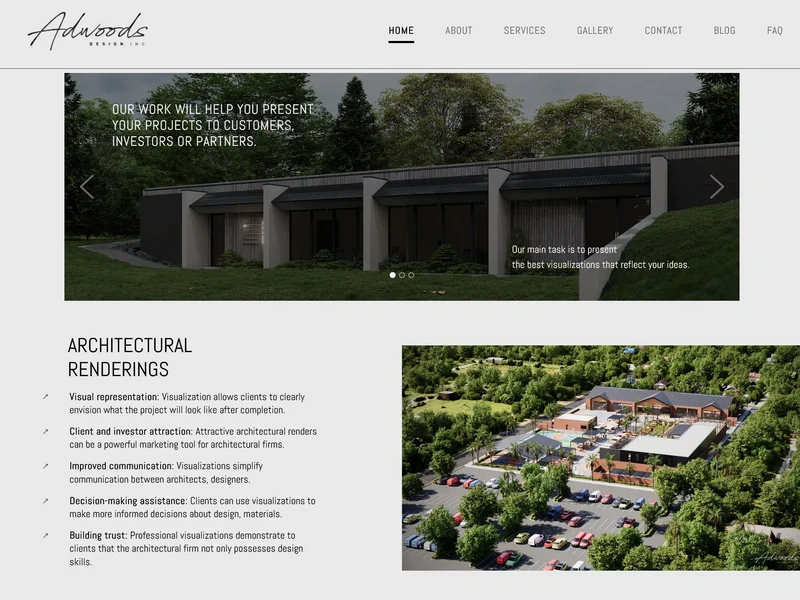 Adwoods
DESIGN INC
HOME ABOUT SERVICES GALLERY CONTACT BLOG FAQ
OUR WORK WILL HELP YOU PRESENT
YOUR PROJECTS TO CUSTOMERS,
INVESTORS OR PARTNERS.
Our main task is to present
the best visualizations that reflect your ideas.
ARCHITECTURAL
RENDERINGS
Visual representation: Visualization allows clients to clearly
envision what the project will look like after completion.
Client and investor attraction: Attractive architectural renders
can be a powerful marketing tool for architectural firms.
Improved communication: Visualizations simplify
communication between architects, designers.
Decision-making assistance: Clients can use visualizations to
make more informed decisions about design, materials.
Building trust: Professional visualizations demonstrate to
clients that the architectural firm not only possesses design
skills.
Adwoods